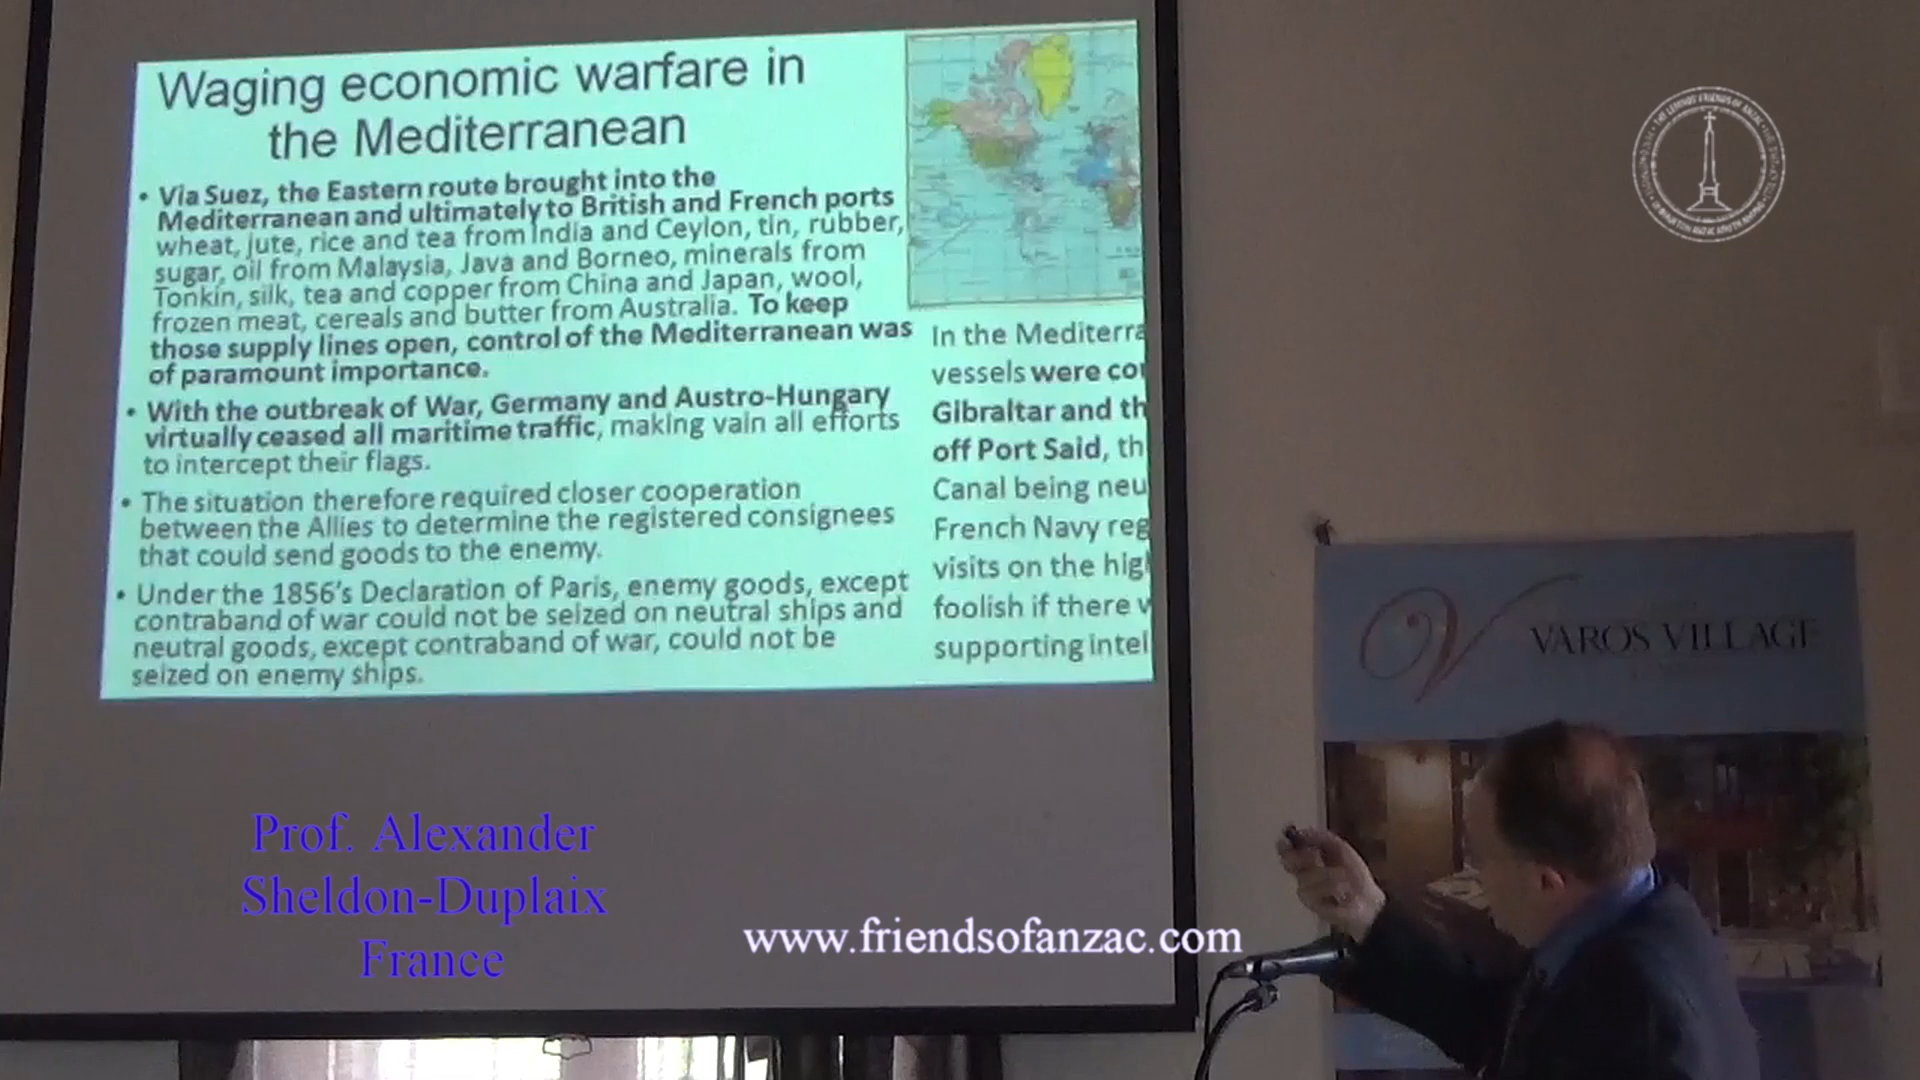 Waging economic warfare in
the Mediterranean
• Via Suez, the Eastern route brought into the
Mediterranean and ultimately to British and French ports
wheat, jute, rice and tea from India and Ceylon, tin, rubber,
sugar, oil from Malaysia, Java and Borneo, minerals from
Tonkin, silk, tea and copper from China and Japan, wool,
frozen meat, cereals and butter from Australia. To keep
those supply lines open, control of the Mediterranean was
of paramount importance.
• With the outbreak of War, Germany and Austro-Hungary
virtually ceased all maritime traffic, making vain all efforts
to intercept their flags.
• The situation therefore required closer cooperation
between the Allies to determine the registered consignees
that could send goods to the enemy.
• Under the 1856's Declaration of Paris, enemy goods, except
contraband of war could not be seized on neutral ships and
neutral goods, except contraband of war, could not be
seized on enemy ships.
In the Mediterra
vessels were co
Gibraltar and th
off Port Said, th
Canal being neu
French Navy reg
visits on the hig
foolish if there
supporting intel
VAROS VILLAGE
Prof. Alexander
Sheldon-Duplaix
France
www.friendsofanzac.com